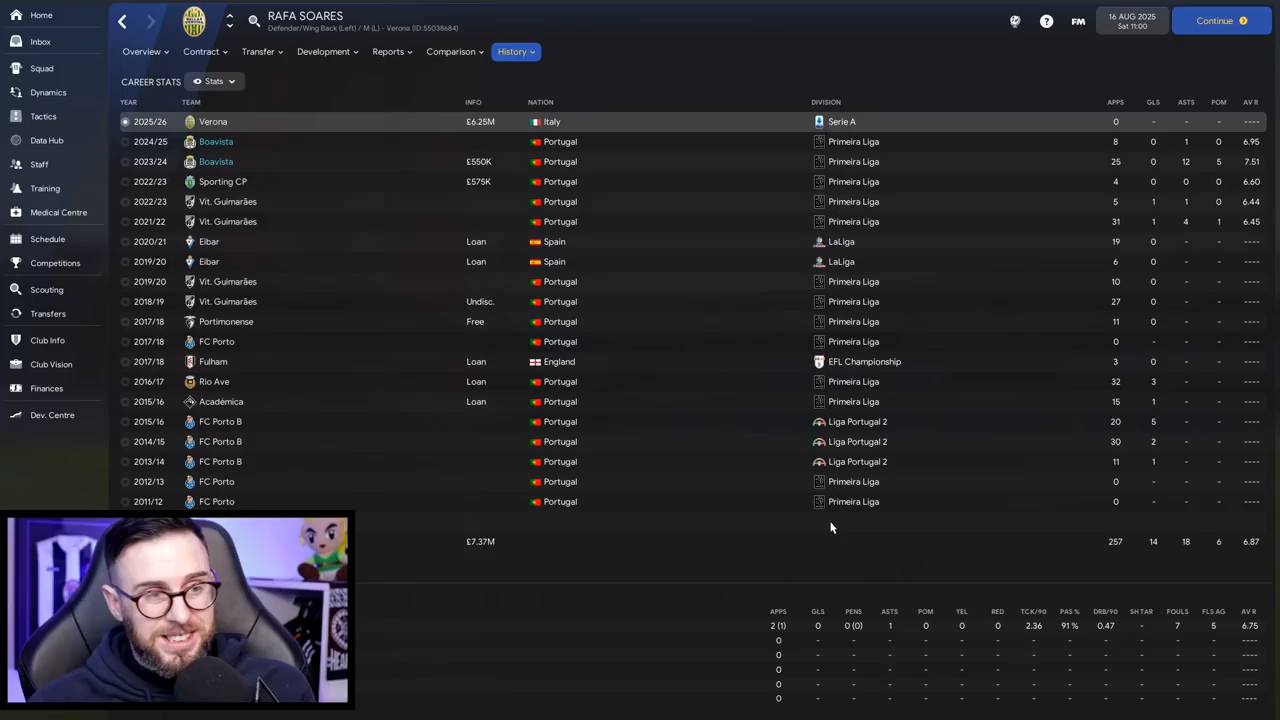 Home
RAFA SOARES
Defender/Wing Back (Left) / M (L) - Verona (ID:55038684)
FM
16 AUG 2025
Sat 11:00
Continue
Inbox
Squad
Dynamics
Tactics
Data Hub
Staff
Training
Medical Centre
Schedule
Competitions
Scouting
Transfers
Club Info
Club Vision
Finances
Dev. Centre
Overview Contract Transfer Development Reports Comparison History
CAREER STATS Stats
YEAR TEAM INFO NATION DIVISION APPS GLS ASTS POM AV R
2025/26 Verona £6.25M Italy Serie A 0 - - 0 ----
2024/25 Boavista Portugal Primeira Liga 8 0 1 0 6.95
2023/24 Boavista £550K Portugal Primeira Liga 25 0 12 5 7.51
2022/23 Sporting CP £575K Portugal Primeira Liga 4 0 0 0 6.60
2022/23 Vit. Guimarães Portugal Primeira Liga 5 1 1 0 6.44
2021/22 Vit. Guimarães Portugal Primeira Liga 31 1 4 1 6.45
2020/21 Eibar Loan Spain LaLiga 19 0 - - ----
2019/20 Eibar Loan Spain LaLiga 6 0 - - ----
2019/20 Vit. Guimarães Portugal Primeira Liga 10 0 - - ----
2018/19 Vit. Guimarães Undisc. Portugal Primeira Liga 27 0 - - ----
2017/18 Portimonense Free Portugal Primeira Liga 11 0 - - ----
2017/18 FC Porto Portugal Primeira Liga 0 - - - ----
2017/18 Fulham Loan England EFL Championship 3 0 - - ----
2016/17 Rio Ave Loan Portugal Primeira Liga 32 3 - - ----
2015/16 Académica Loan Portugal Primeira Liga 15 1 - - ----
2015/16 FC Porto B Portugal Liga Portugal 2 20 5 - - ----
2014/15 FC Porto B Portugal Liga Portugal 2 30 2 - - ----
2013/14 FC Porto B Portugal Liga Portugal 2 11 1 - - ----
2012/13 FC Porto Portugal Primeira Liga 0 - - - ----
2011/12 FC Porto Portugal Primeira Liga 0 - - - ----
£7.37M 257 14 18 6 6.87
APPS GLS PENS ASTS POM YEL RED TCK/90 PAS % DRB/90 SH TAR FOULS FLS AG AV R
2 (1) 0 0 (0) 1 0 0 0 2.36 91 % 0.47 - 7 5 6.75
0 - - - - - - - - - - - - ----
0 - - - - - - - - - - - - ----
0 - - - - - - - - - - - - ----
0 - - - - - - - - - - - - ----
0 - - - - - - - - - - - - ----